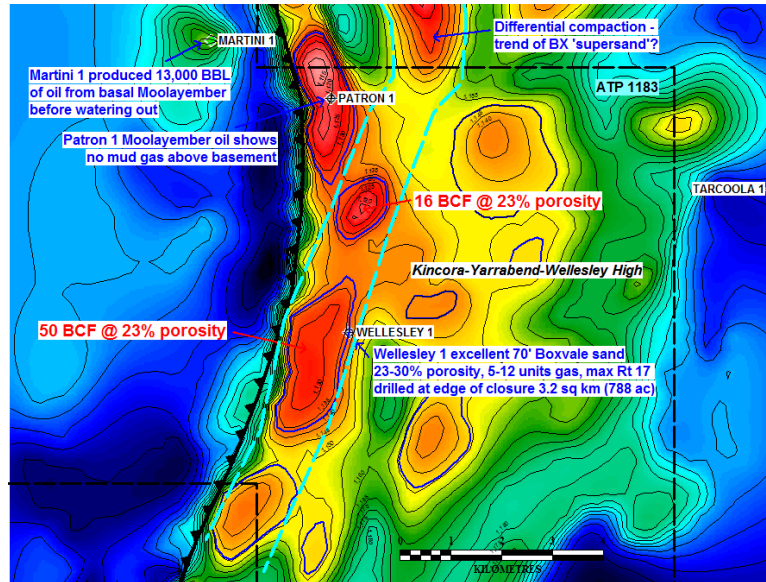 MARTINI 1
Differential compaction -
trend of BX 'supersand'?
Martini 1 produced 13,000 BBL
of oil from basal Moolayember
before watering out
ATP 1183
PATRON 1
Patron 1 Moolayember oil shows
no mud gas above basement
TARCOOLA 1
16 BCF @ 23% porosity
Kincora-Yarrabend-Wellesley High
50 BCF @ 23% porosity
WELLESLEY 1
Wellesley 1 excellent 70' Boxvale sand
23-30% porosity, 5-12 units gas, max Rt 17
drilled at edge of closure 3.2 sq km (788 ac)
0 1 2 4
KILOMETRES